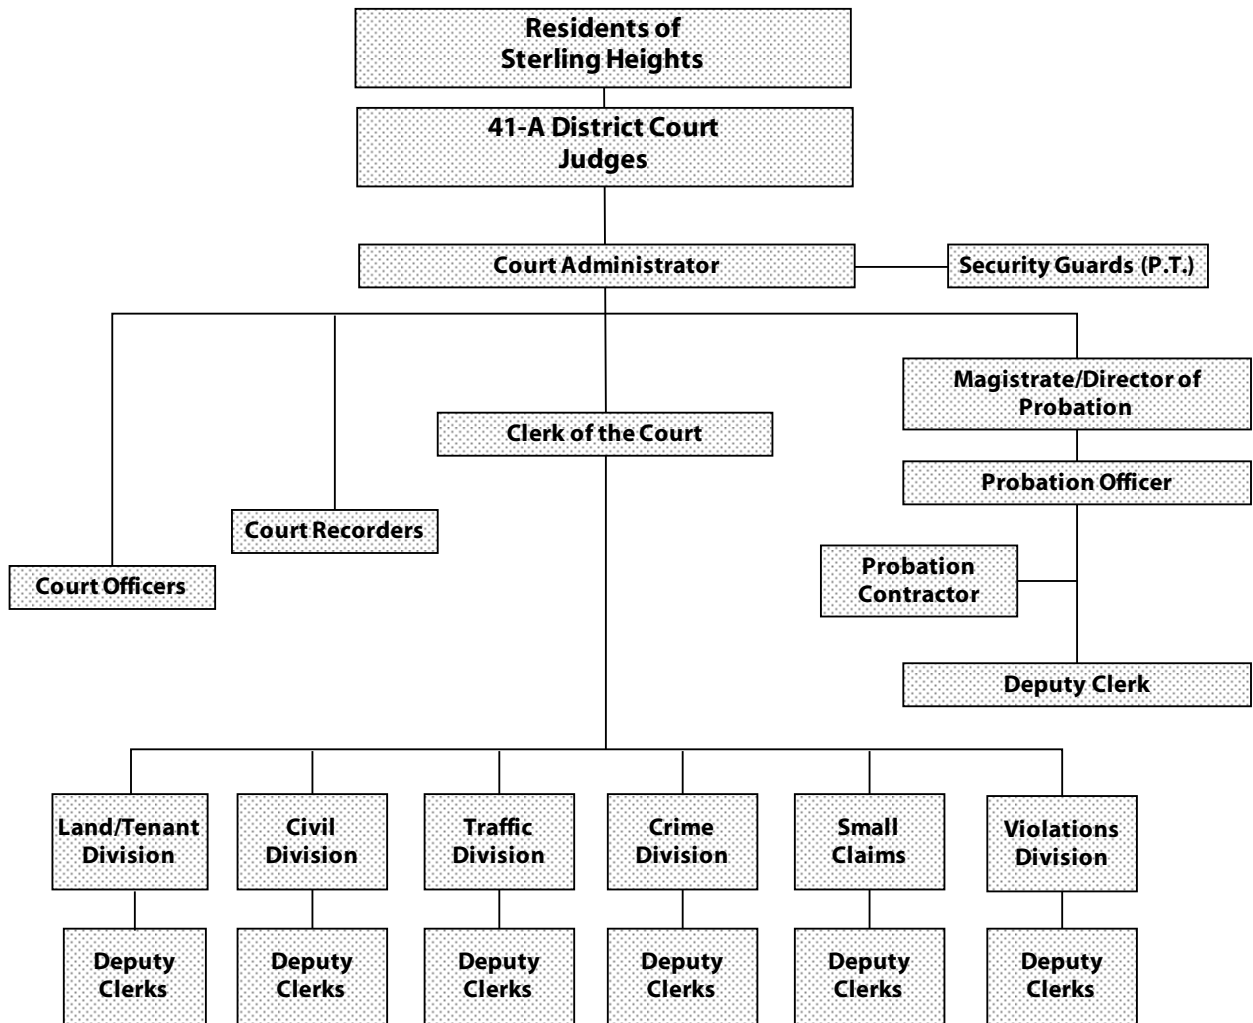 Residents of
Sterling Heights
41-A District Court
Judges
Court Administrator
Security Guards (P.T.)
Magistrate/Director of
Probation
Clerk of the Court
Probation Officer
Court Recorders
Court Officers
Probation
Contractor
Deputy Clerk
Land/Tenant
Division
Civil
Division
Traffic
Division
Crime
Division
Small
Claims
Violations
Division
Deputy
Clerks
Deputy
Clerks
Deputy
Clerks
Deputy
Clerks
Deputy
Clerks
Deputy
Clerks